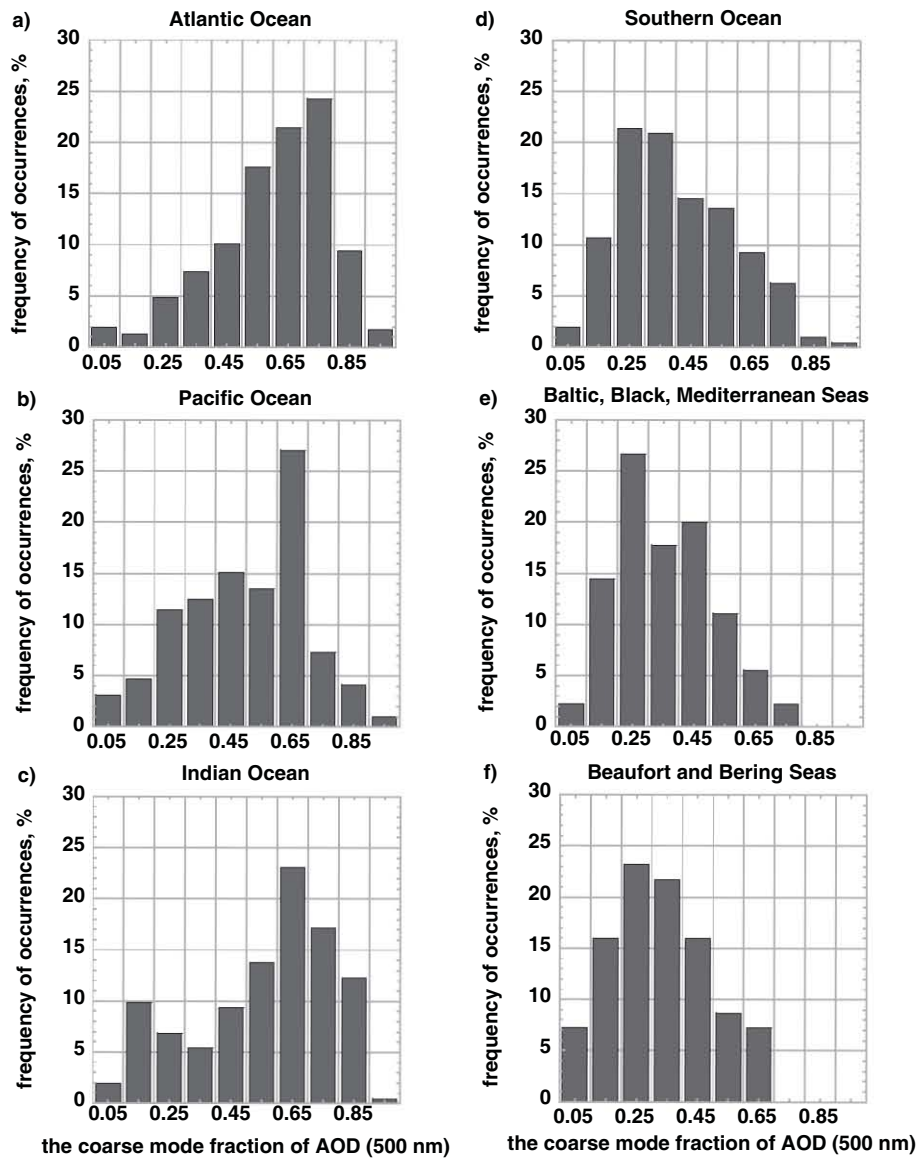 a) Atlantic Ocean
frequency of occurrences, %
30
25
20
15
10
5
0
0.05 0.25 0.45 0.65 0.85
b) Pacific Ocean
frequency of occurrences, %
30
25
20
15
10
5
0
0.05 0.25 0.45 0.65 0.85
c) Indian Ocean
frequency of occurrences, %
30
25
20
15
10
5
0
0.05 0.25 0.45 0.65 0.85
the coarse mode fraction of AOD (500 nm)
d) Southern Ocean
frequency of occurrences, %
30
25
20
15
10
5
0
0.05 0.25 0.45 0.65 0.85
e) Baltic, Black, Mediterranean Seas
frequency of occurrences, %
30
25
20
15
10
5
0
0.05 0.25 0.45 0.65 0.85
f) Beaufort and Bering Seas
frequency of occurrences, %
30
25
20
15
10
5
0
0.05 0.25 0.45 0.65 0.85
the coarse mode fraction of AOD (500 nm)